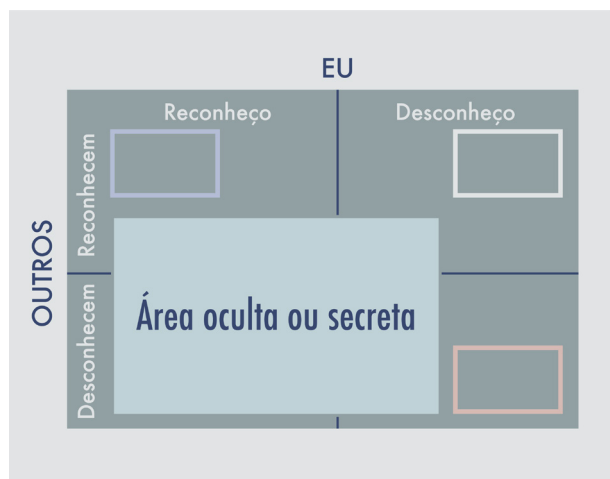 EU
Reconheço
Desconheço
OUTROS
Reconhecem
Desconhecem
Área oculta ou secreta